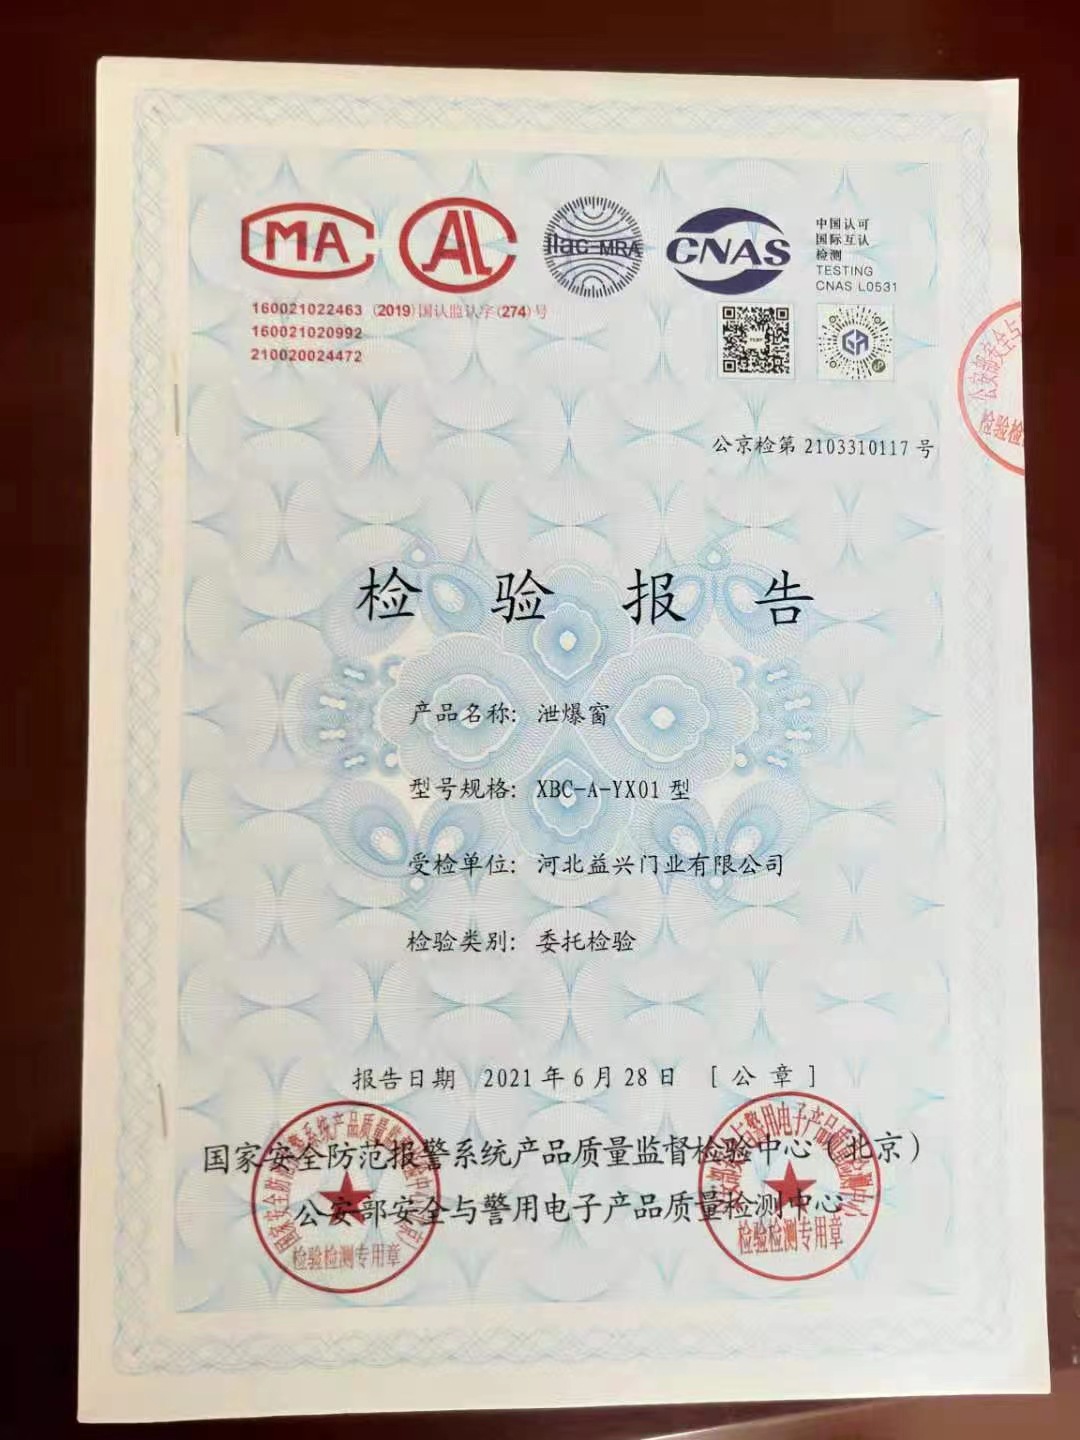 MA
AL
ilac-MRA
CNAS
中国认可
国际互认
检测
TESTING
CNAS L0531
160021022463 (2019)国认监认字(274)号
160021020992
210020024472
公京检第 2103310117 号
检验报告
产品名称: 泄爆窗
型号规格: XBC-A-YX01 型
受检单位: 河北益兴门业有限公司
检验类别: 委托检验
报告日期 2021 年 6 月 28 日 [公章]
国家安全防范报警系统产品质量监督检验中心(北京)
公安部安全与警用电子产品质量检测中心
检验检测专用章
检验检测专用章